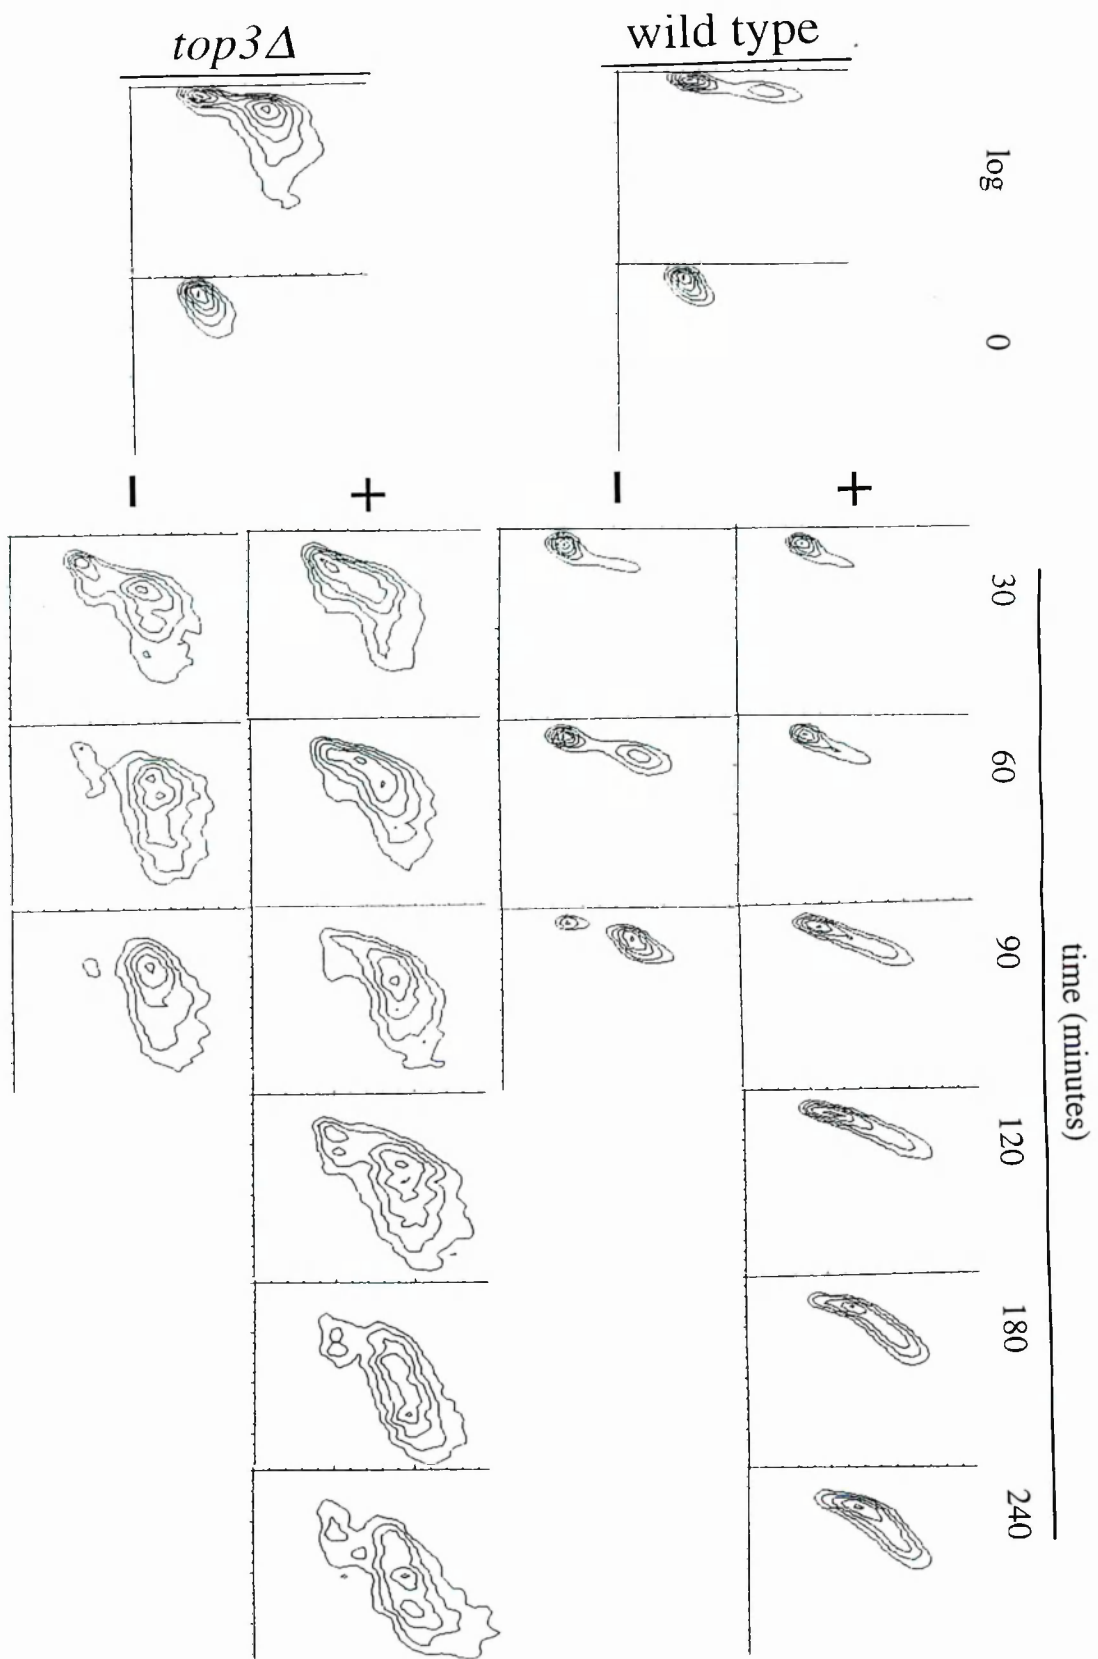 time (minutes)
log 0 30 60 90 120 180 240
wild type
+
−
top3Δ
+
−